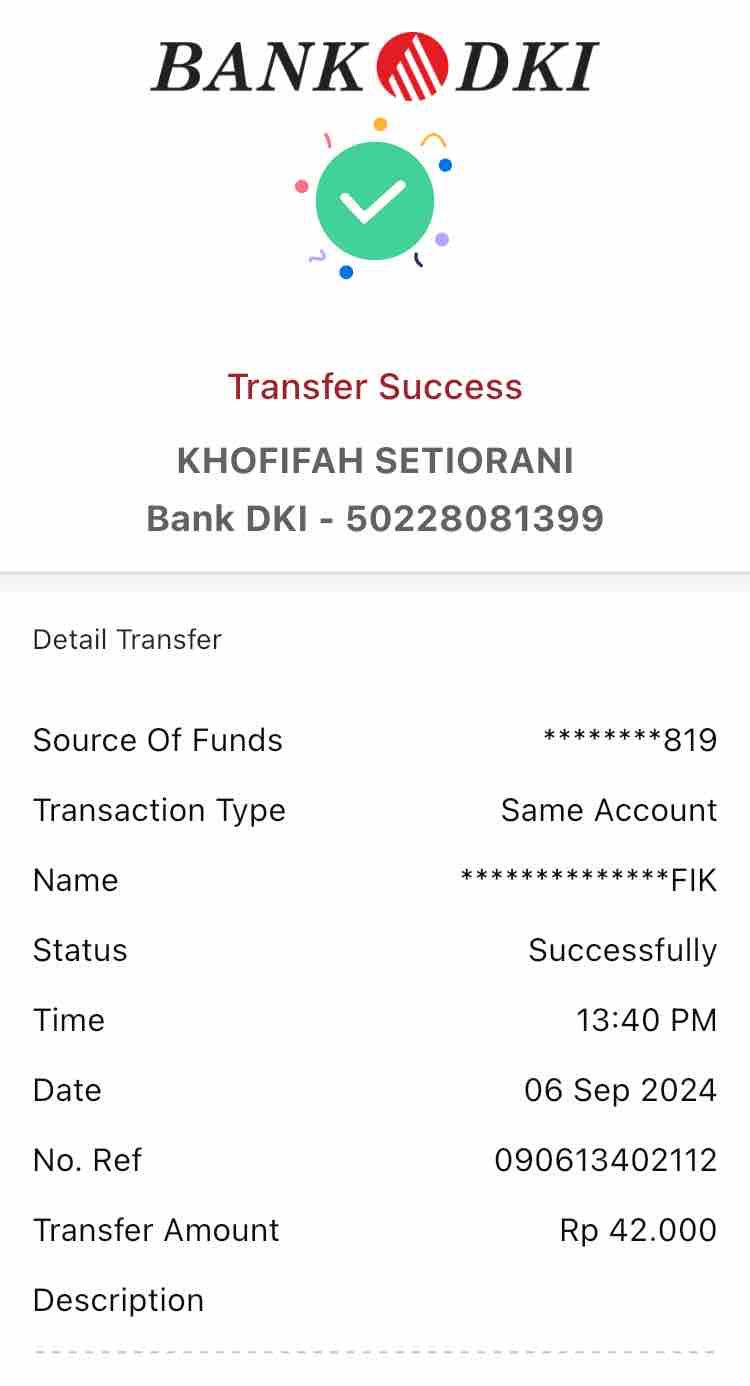 BANK DKI
Transfer Success
KHOFIFAH SETIORANI
Bank DKI - 50228081399
Detail Transfer
Source Of Funds ********819
Transaction Type Same Account
Name **************FIK
Status Successfully
Time 13:40 PM
Date 06 Sep 2024
No. Ref 090613402112
Transfer Amount Rp 42.000
Description